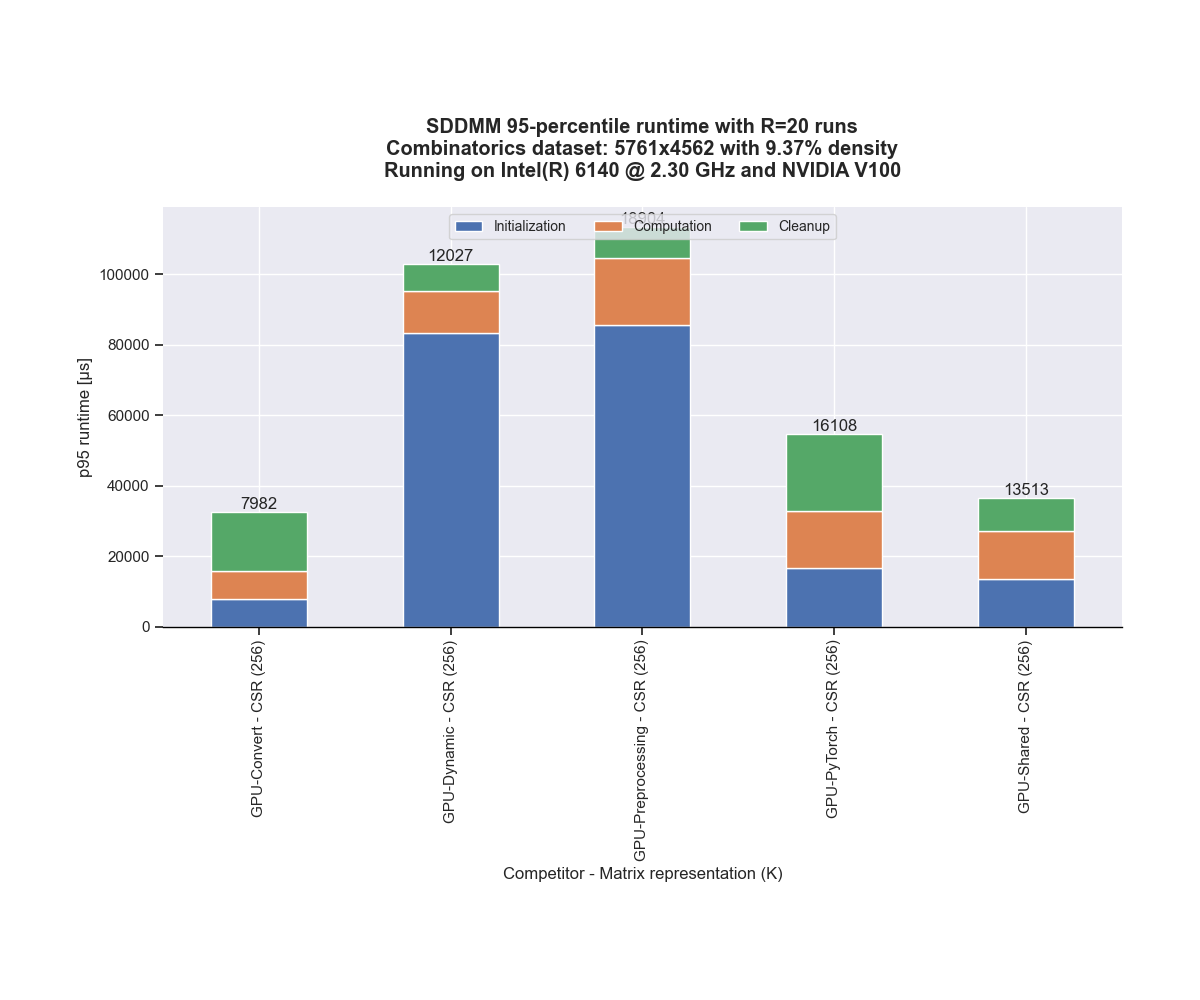 SDDMM 95-percentile runtime with R=20 runs
Combinatorics dataset: 5761x4562 with 9.37% density
Running on Intel(R) 6140 @ 2.30 GHz and NVIDIA V100
Initialization
Computation
Cleanup
18904
12027
16108
13513
7982
p95 runtime [µs]
100000
80000
60000
40000
20000
0
GPU-Convert - CSR (256)
GPU-Dynamic - CSR (256)
GPU-Preprocessing - CSR (256)
GPU-PyTorch - CSR (256)
GPU-Shared - CSR (256)
Competitor - Matrix representation (K)